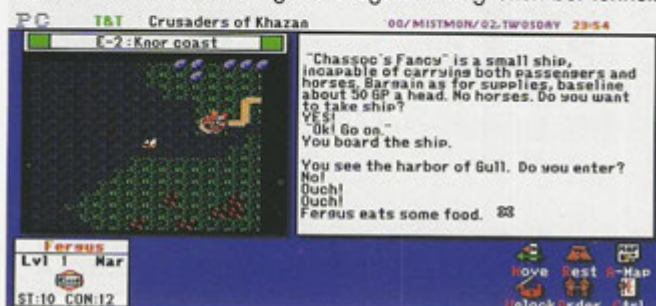 PC T&T Crusaders of Khazan 00/MISTMON/02.TWOSDAY 23:54
E-2:Knor coast
"Chassoc's Fancy" is a small ship,
incapable of carrying both passengers and
horses. Bargain as for supplies, baseline
about 50 GP a head. No horses. Do you want
to take ship?
YES!
"Ok! Go on."
You board the ship.
You see the harbor of Gull. Do you enter?
No!
Ouch!
Ouch!
Fergus eats some food.
Fergus
Lvl 1 War
ST:10 CON:12
Move Rest A-Map
Unlock Order